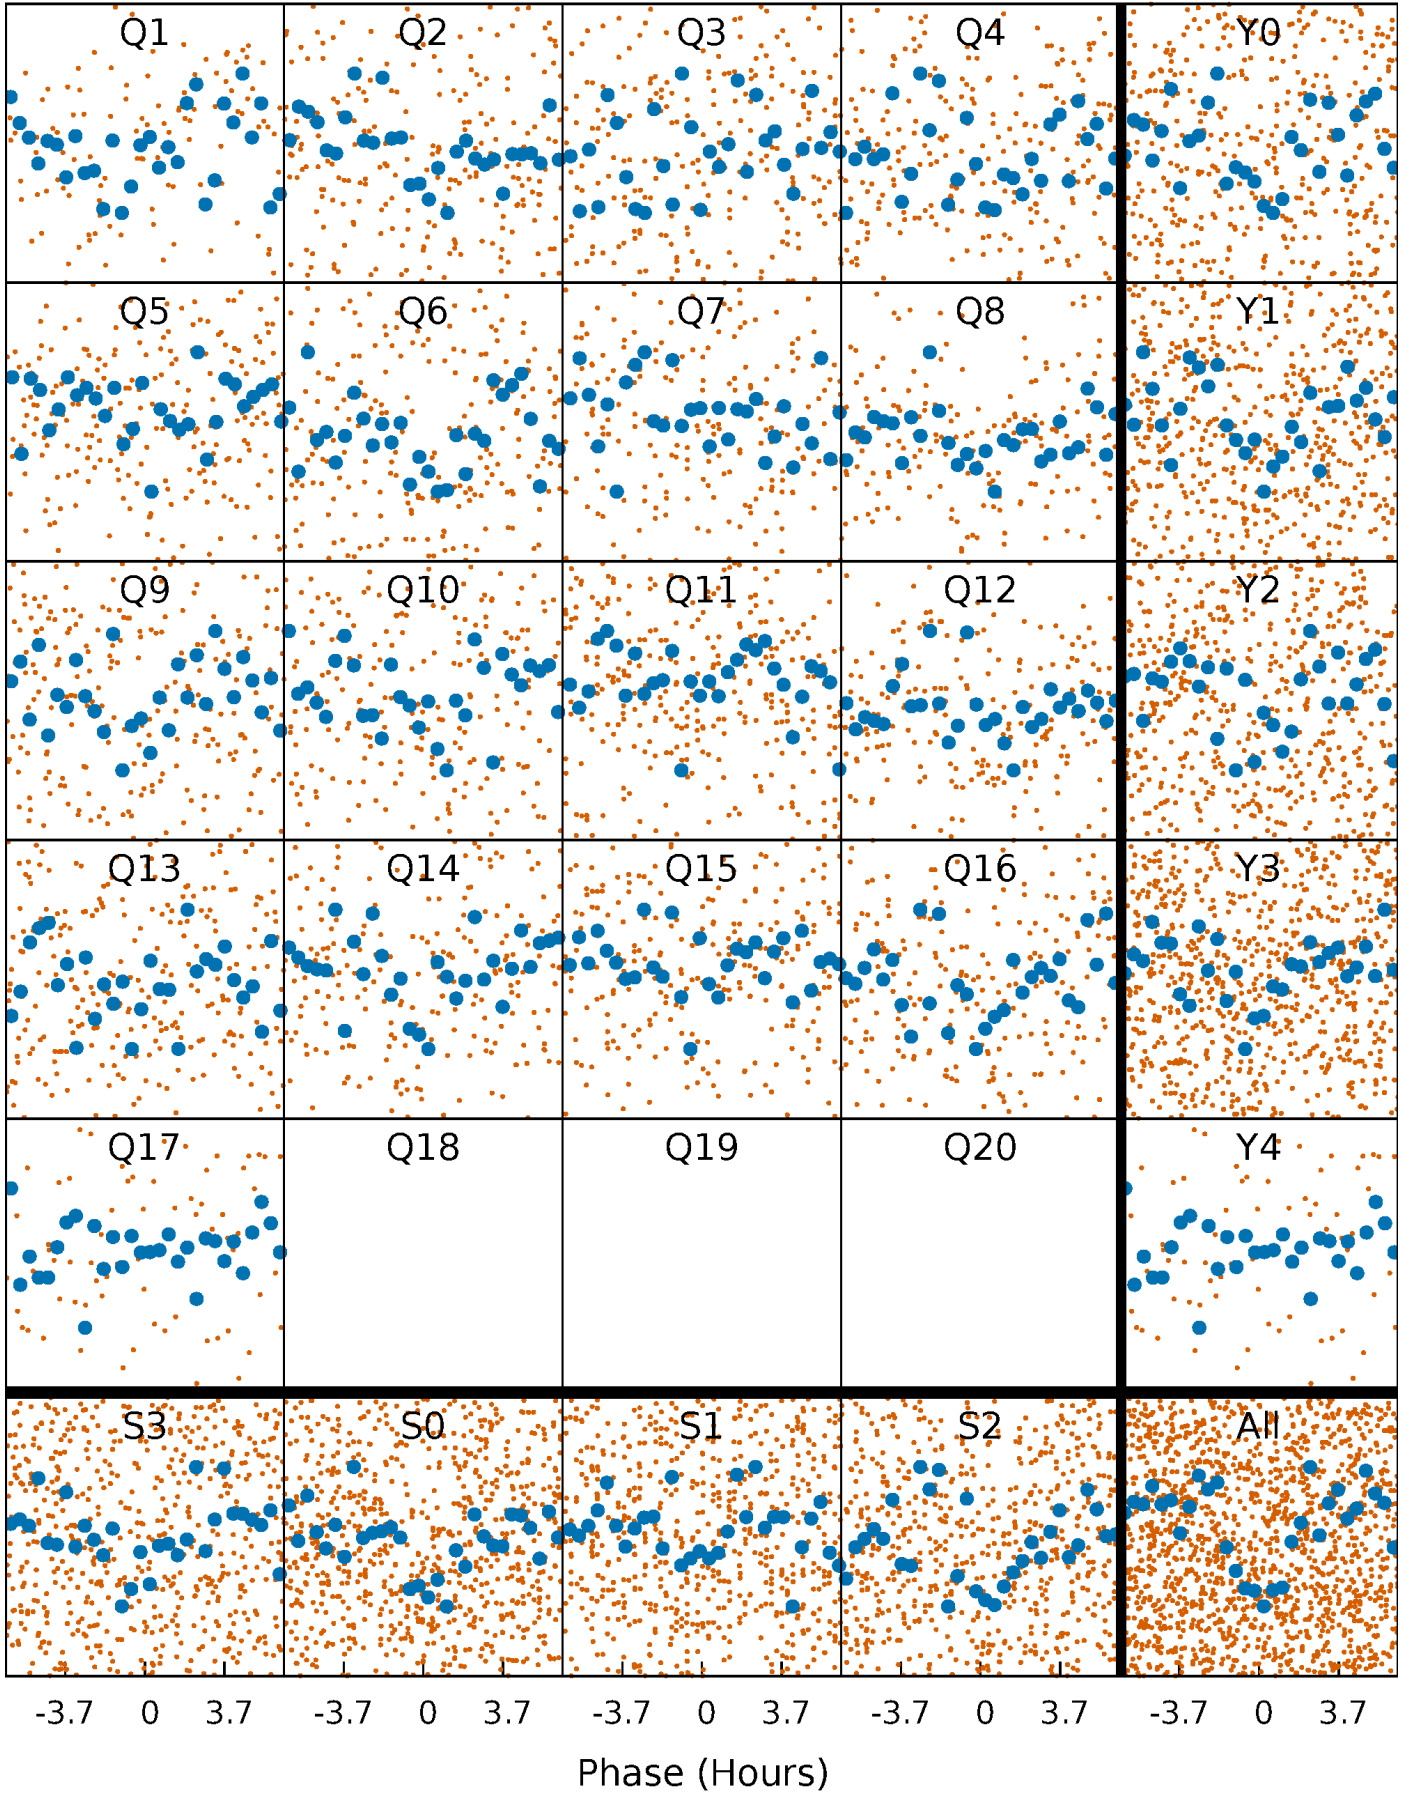 Q1 Q2 Q3 Q4 Y0
Q5 Q6 Q7 Q8 Y1
Q9 Q10 Q11 Q12 Y2
Q13 Q14 Q15 Q16 Y3
Q17 Q18 Q19 Q20 Y4
S3 S0 S1 S2 All
-3.7 0 3.7 -3.7 0 3.7 -3.7 0 3.7 -3.7 0 3.7 -3.7 0 3.7
Phase (Hours)